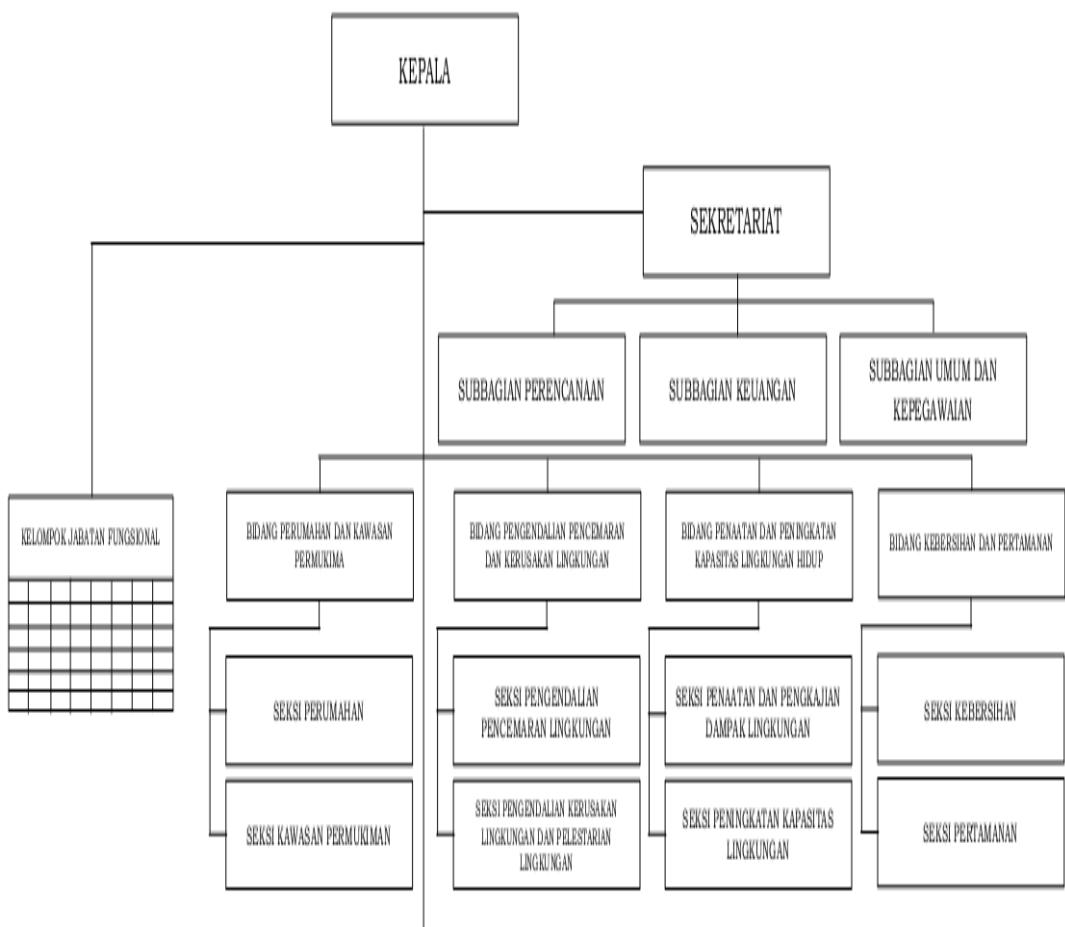 KEPALA
SEKRETARIAT
SUBBAGIAN PERENCANAAN
SUBBAGIAN KEUANGAN
SUBBAGIAN UMUM DAN
KEPEGAWAIAN
KELOMPOK JABATAN FUNGSIONAL
BIDANG PERUMAHAN DAN KAWASAN
PERMUKIMA
BIDANG PENGENDALIAN PENCEMARAN
DAN KERUSAKAN LINGKUNGAN
BIDANG PENAATAN DAN PENINGKATAN
KAPASITAS LINGKUNGAN HIDUP
BIDANG KEBERSIHAN DAN PERTAMANAN
SEKSI PERUMAHAN
SEKSI PENGENDALIAN
PENCEMARAN LINGKUNGAN
SEKSI PENAATAN DAN PENGKAJIAN
DAMPAK LINGKUNGAN
SEKSI KEBERSIHAN
SEKSI KAWASAN PERMUKIMAN
SEKSI PENGENDALIAN KERUSAKAN
LINGKUNGAN DAN PELESTARIAN
LINGKUNGAN
SEKSI PENINGKATAN KAPASITAS
LINGKUNGAN
SEKSI PERTAMANAN